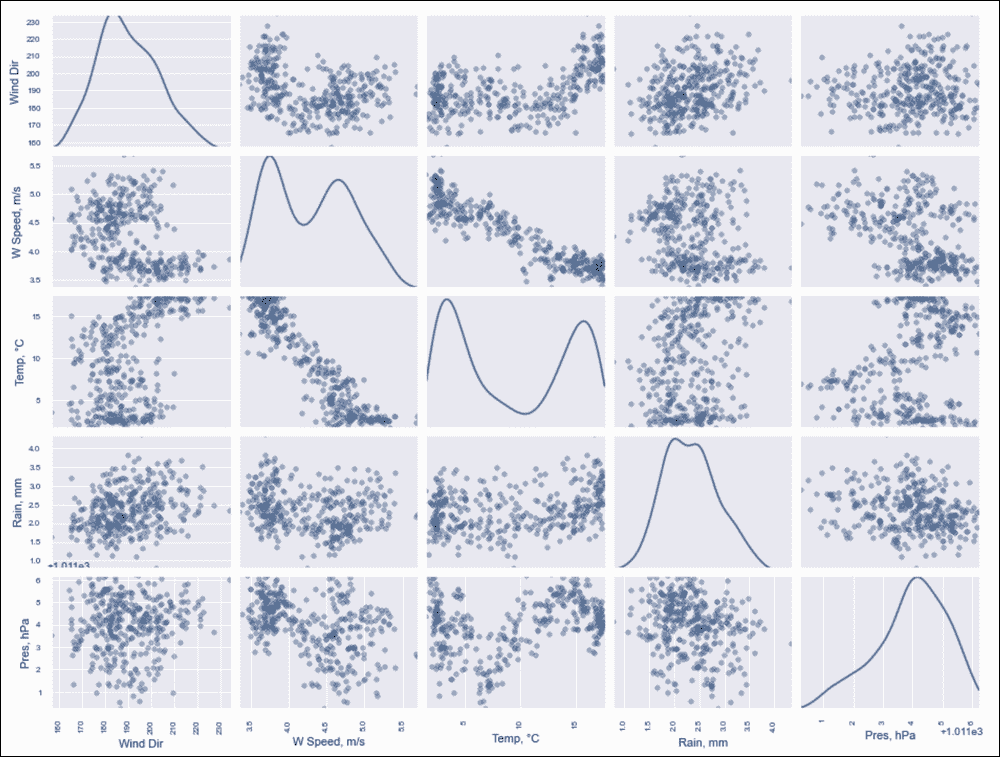 Wind Dir
230
220
210
200
190
180
170
160
W Speed, m/s
5.5
5.0
4.5
4.0
3.5
Temp, °C
15
10
5
Rain, mm
4.0
3.5
3.0
2.5
2.0
1.5
1.0
+1.011e3
Pres, hPa
6
5
4
3
2
1
160 170 180 190 200 210 220 230
3.5 4.0 4.5 5.0 5.5
5 10 15
1.0 1.5 2.0 2.5 3.0 3.5 4.0
1 2 3 4 5 6
Wind Dir
W Speed, m/s
Temp, °C
Rain, mm
Pres, hPa
+1.011e3